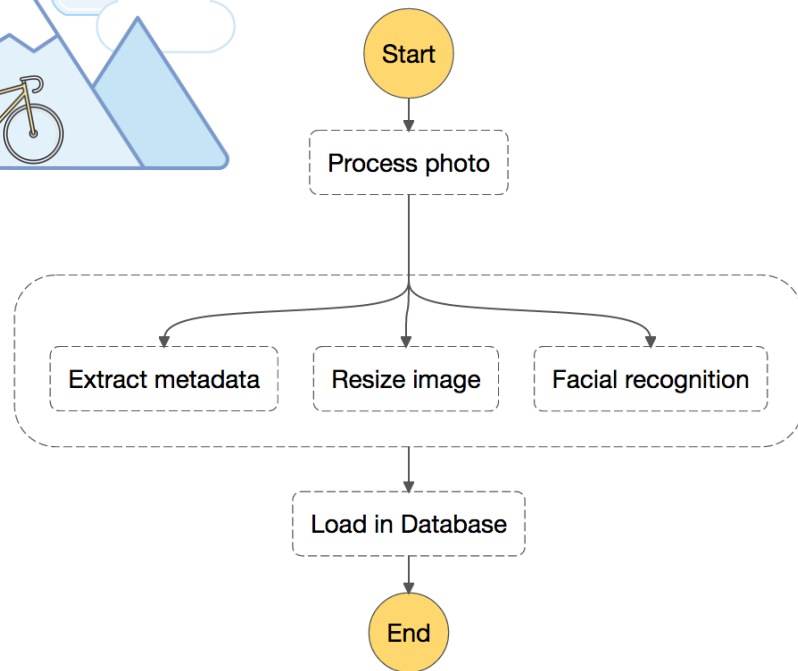 Start
Process photo
Extract metadata
Resize image
Facial recognition
Load in Database
End